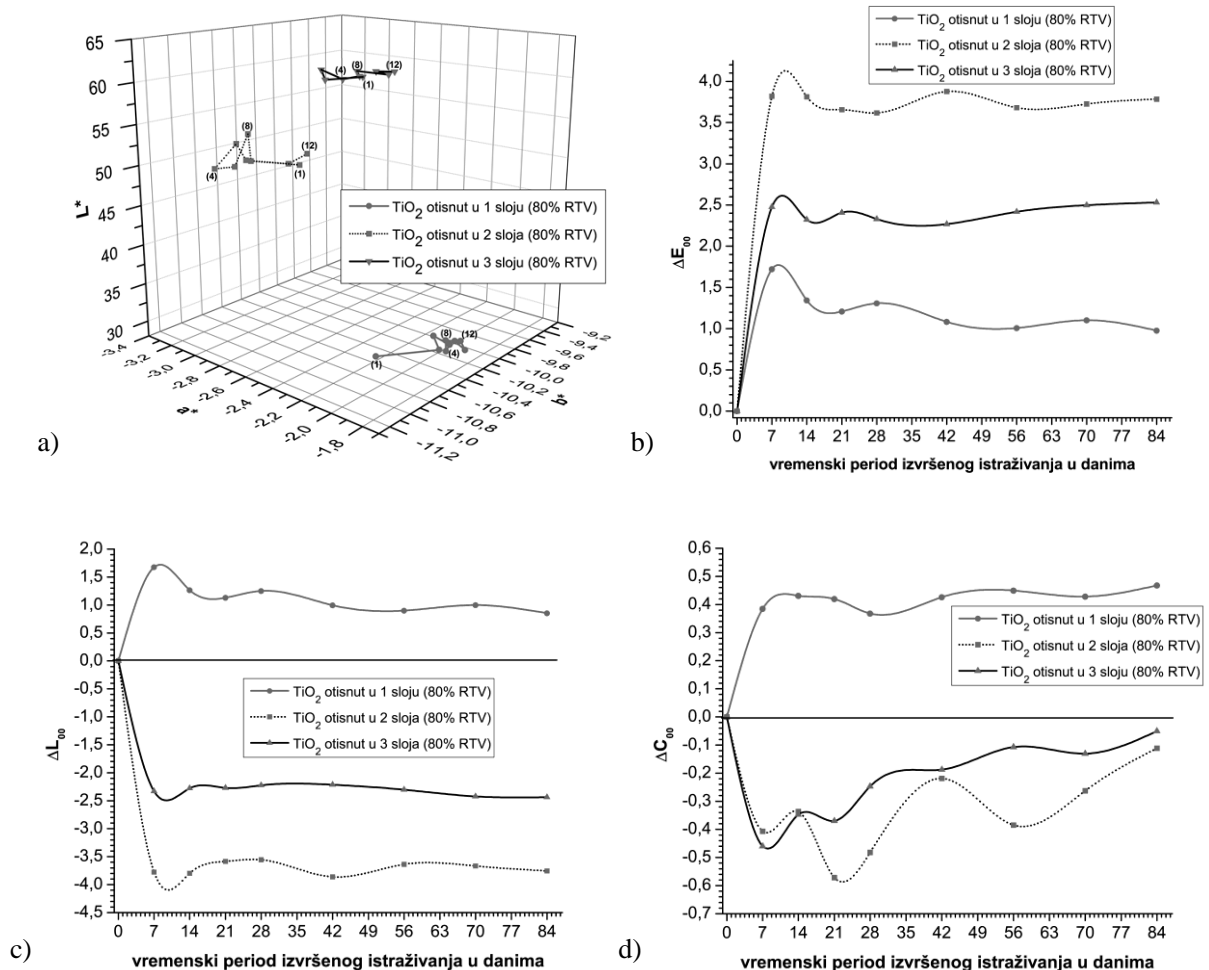 65
60
55
50
45
40
35
30
L*
(4)
(8)
(12)
(1)
(8)
(4)
(12)
(1)
(8)
(12)
(4)
(1)
TiO2 otisnut u 1 sloju (80% RTV)
TiO2 otisnut u 2 sloja (80% RTV)
TiO2 otisnut u 3 sloju (80% RTV)
-3,4
-3,2
-3,0
-2,8
-2,6
-2,4
-2,2
-2,0
-1,8
a*
-9,2
-9,4
-9,6
-9,8
-10,0
-10,2
-10,4
-10,6
-10,8
-11,0
-11,2
b*
a)
TiO2 otisnut u 1 sloju (80% RTV)
TiO2 otisnut u 2 sloja (80% RTV)
TiO2 otisnut u 3 sloja (80% RTV)
4,0
3,5
3,0
2,5
2,0
1,5
1,0
0,5
0,0
ΔE00
0 7 14 21 28 35 42 49 56 63 70 77 84
vremenski period izvršenog istraživanja u danima
b)
2,0
1,5
1,0
0,5
0,0
-0,5
-1,0
-1,5
-2,0
-2,5
-3,0
-3,5
-4,0
-4,5
ΔL00
TiO2 otisnut u 1 sloju (80% RTV)
TiO2 otisnut u 2 sloja (80% RTV)
TiO2 otisnut u 3 sloja (80% RTV)
0 7 14 21 28 35 42 49 56 63 70 77 84
vremenski period izvršenog istraživanja u danima
c)
0,6
0,5
0,4
0,3
0,2
0,1
0,0
-0,1
-0,2
-0,3
-0,4
-0,5
-0,6
-0,7
ΔC00
TiO2 otisnut u 1 sloju (80% RTV)
TiO2 otisnut u 2 sloja (80% RTV)
TiO2 otisnut u 3 sloju (80% RTV)
0 7 14 21 28 35 42 49 56 63 70 77 84
vremenski period izvršenog istraživanja u danima
d)